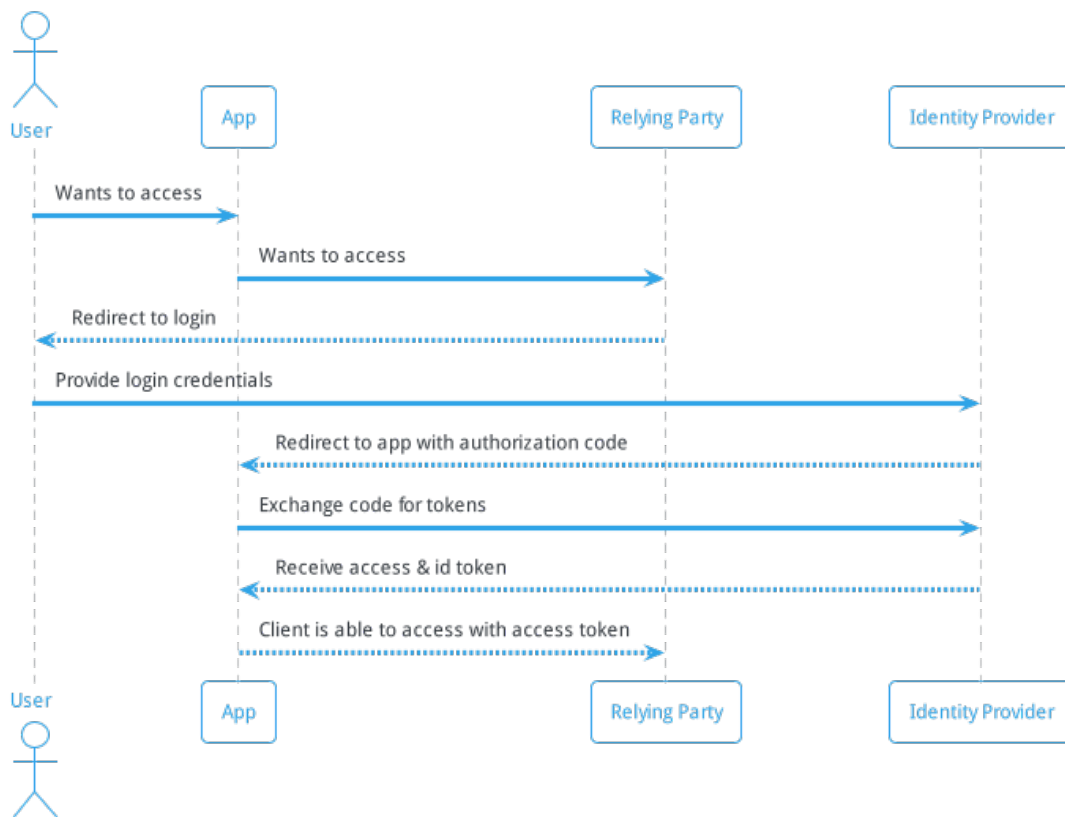 User
App
Relying Party
Identity Provider
Wants to access
Wants to access
Redirect to login
Provide login credentials
Redirect to app with authorization code
Exchange code for tokens
Receive access & id token
Client is able to access with access token
User
App
Relying Party
Identity Provider